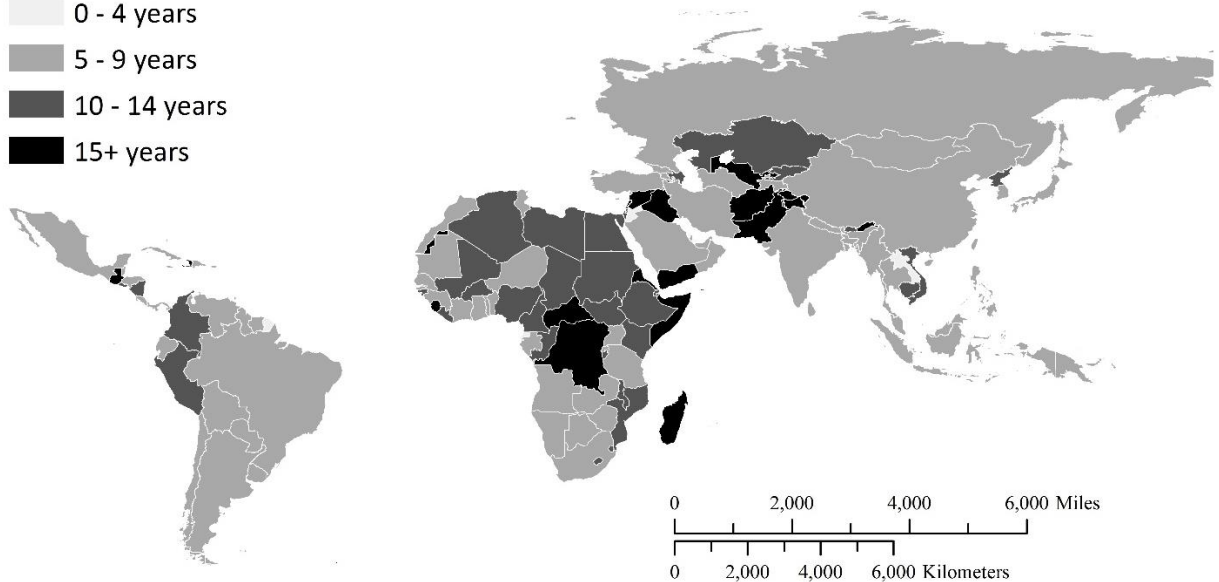 0 - 4 years
5 - 9 years
10 - 14 years
15+ years
0 2,000 4,000 6,000 Miles
0 2,000 4,000 6,000 Kilometers